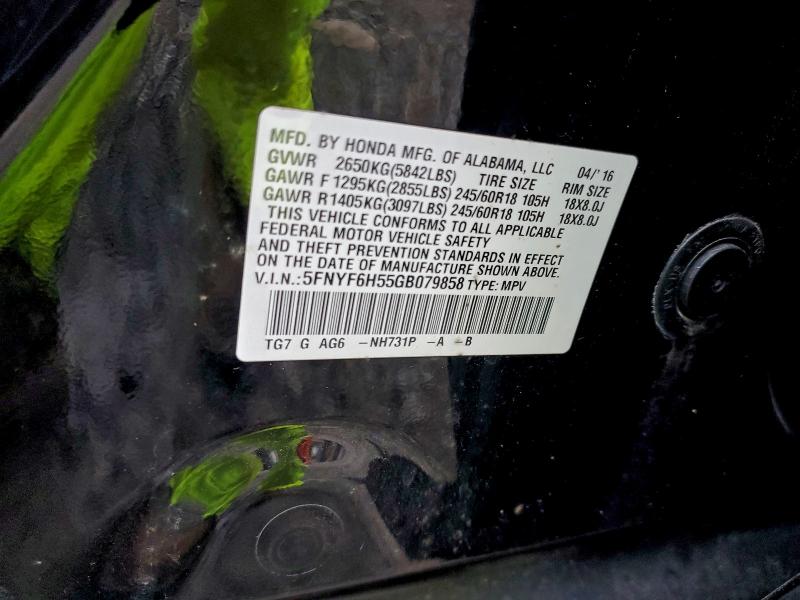 MFD. BY HONDA MFG. OF ALABAMA, LLC 04/'16
GVWR 2650KG(5842LBS) TIRE SIZE RIM SIZE
GAWR F 1295KG(2855LBS) 245/60R18 105H 18X8.0J
GAWR R1405KG(3097LBS) 245/60R18 105H 18X8.0J
THIS VEHICLE CONFORMS TO ALL APPLICABLE
FEDERAL MOTOR VEHICLE SAFETY
AND THEFT PREVENTION STANDARDS IN EFFECT
ON THE DATE OF MANUFACTURE SHOWN ABOVE.
V.I.N.:5FNYF6H55GB079858 TYPE: MPV
TG7 G AG6 -NH731P -A -B